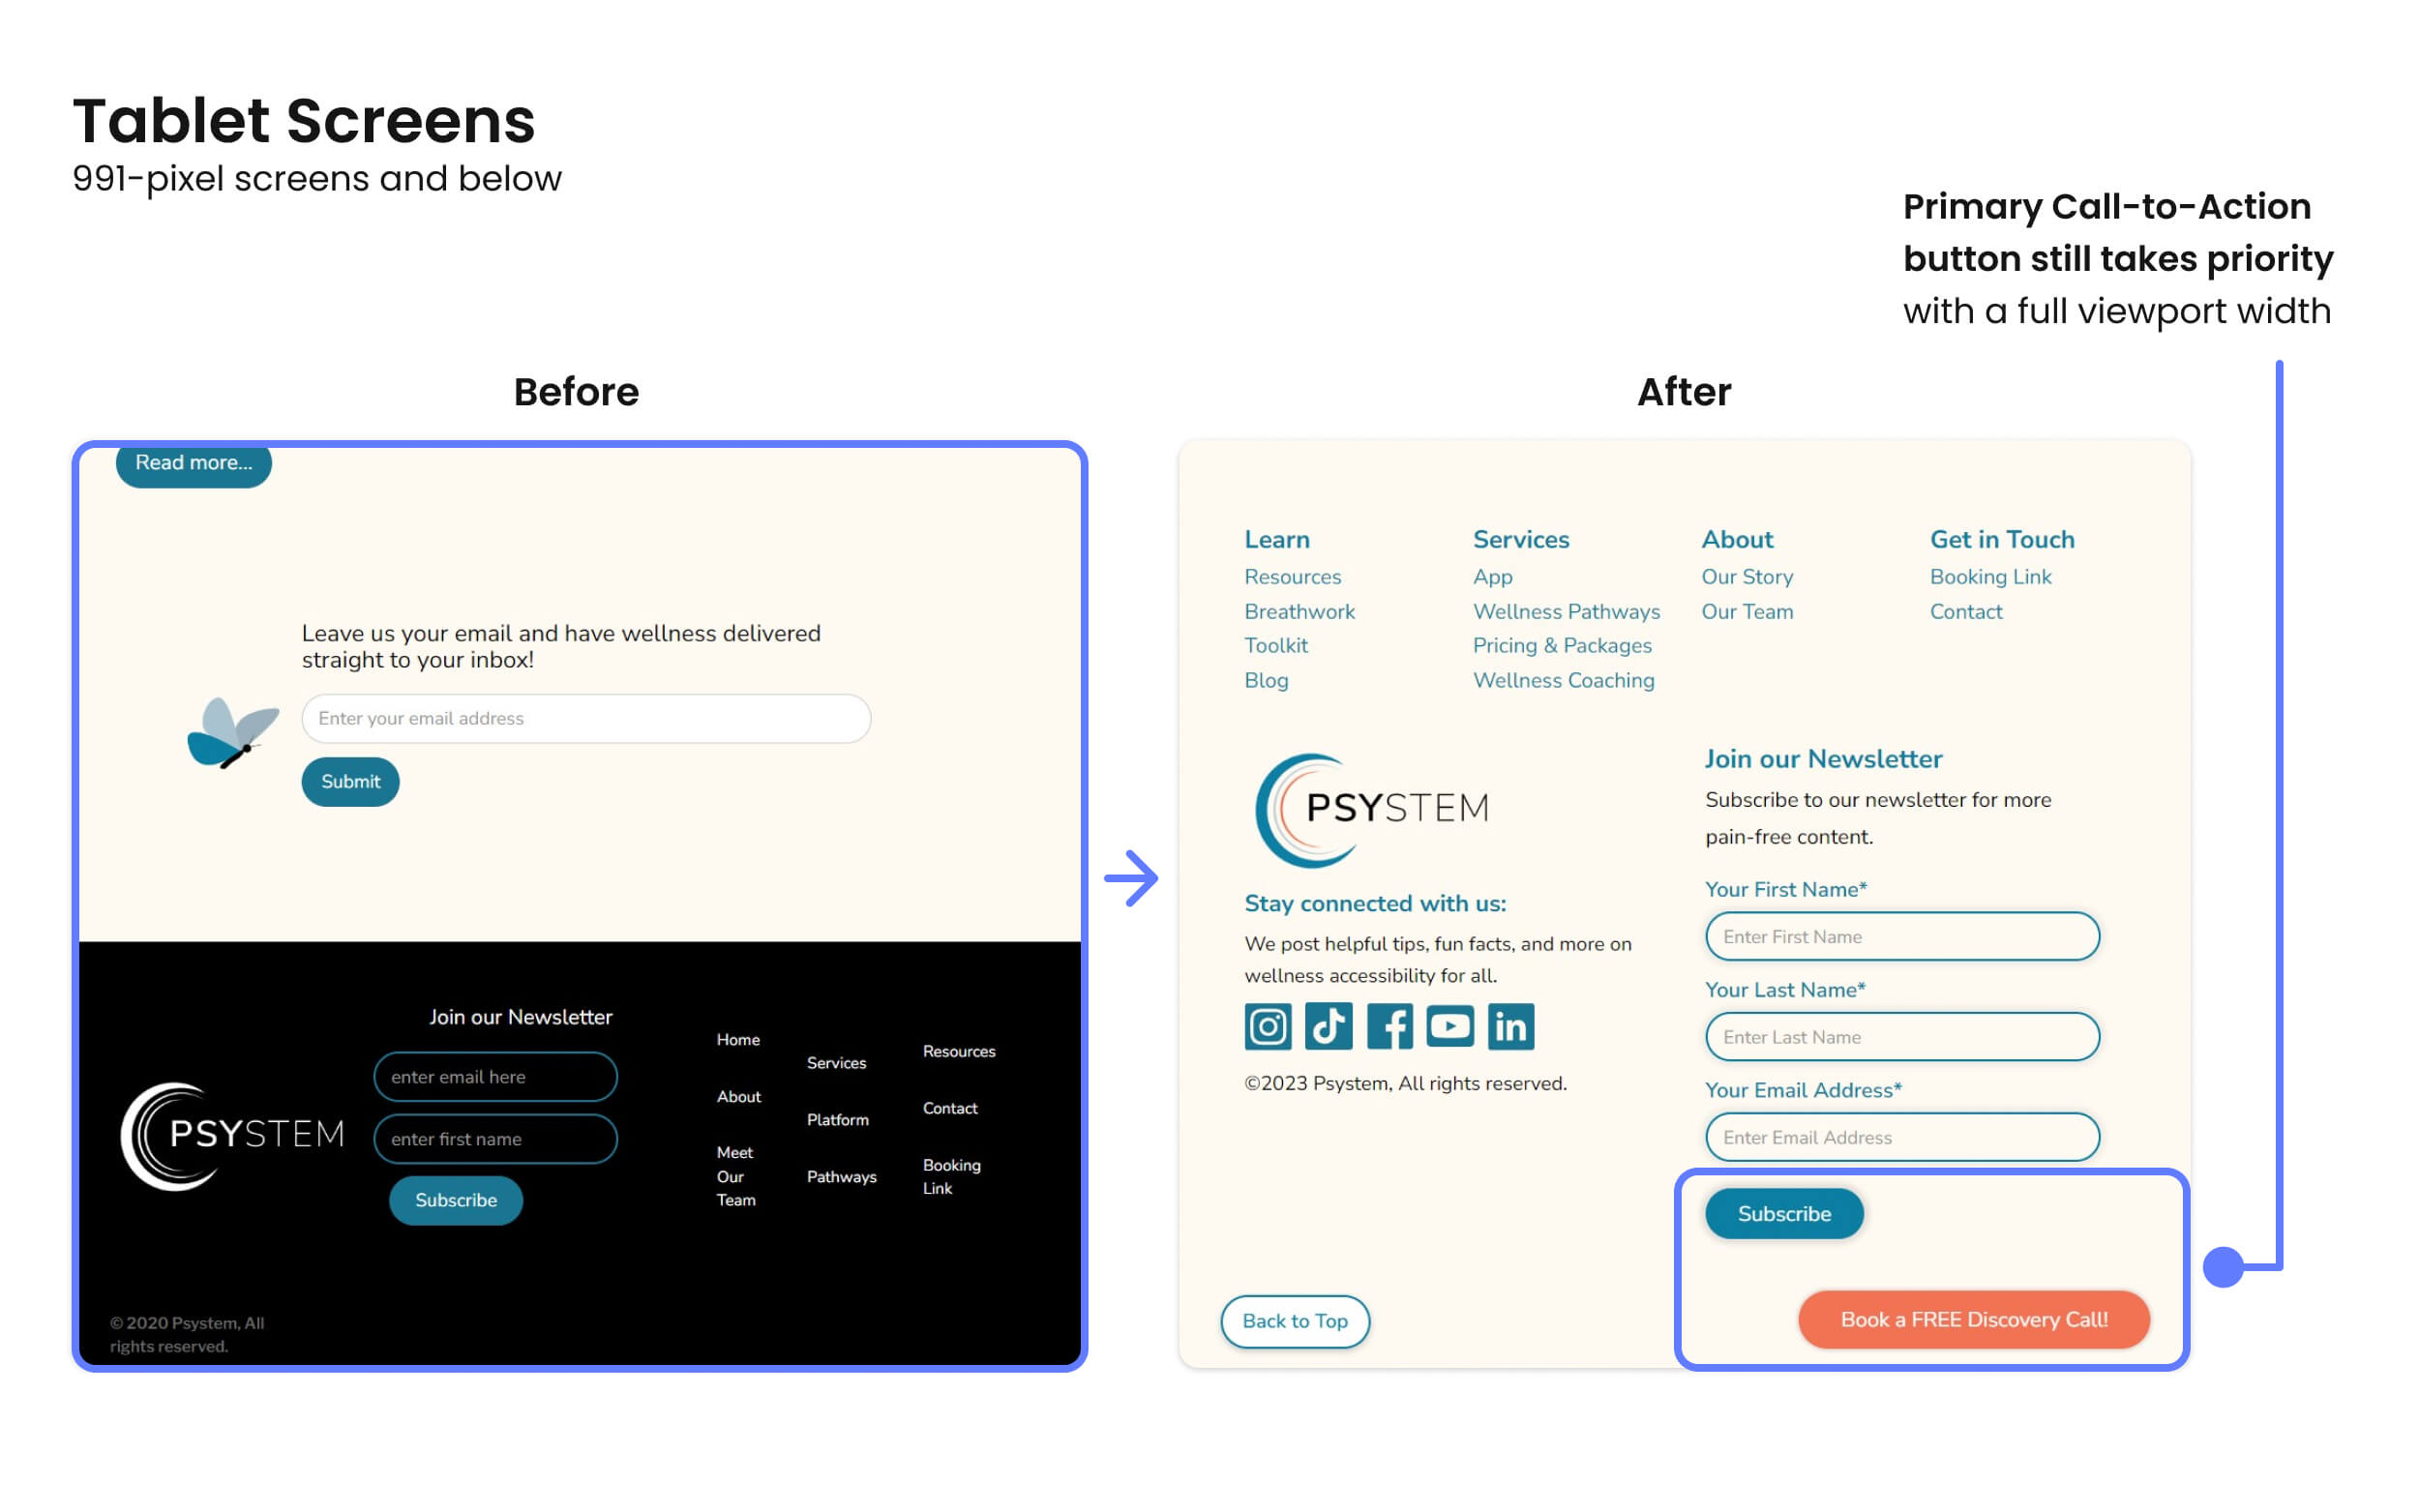 Tablet Screens
991-pixel screens and below
Primary Call-to-Action
button still takes priority
with a full viewport width
Before
Read more...
Leave us your email and have wellness delivered
straight to your inbox!
Enter your email address
Submit
PSYSTEM
Join our Newsletter
enter email here
enter first name
Subscribe
Home
About
Meet
Our
Team
Services
Platform
Pathways
Resources
Contact
Booking
Link
© 2020 Psystem, All
rights reserved.
After
Learn
Resources
Breathwork
Toolkit
Blog
Services
App
Wellness Pathways
Pricing & Packages
Wellness Coaching
About
Our Story
Our Team
Get in Touch
Booking Link
Contact
PSYSTEM
Stay connected with us:
We post helpful tips, fun facts, and more on
wellness accessibility for all.
in
©2023 Psystem, All rights reserved.
Join our Newsletter
Subscribe to our newsletter for more
pain-free content.
Your First Name*
Enter First Name
Your Last Name*
Enter Last Name
Your Email Address*
Enter Email Address
Subscribe
Back to Top
Book a FREE Discovery Call!